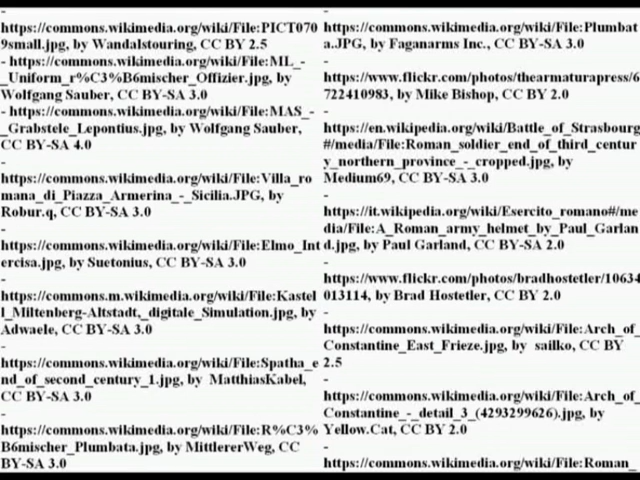 -
https://commons.wikimedia.org/wiki/File:PICT070
9small.jpg, by Wandalstouring, CC BY 2.5
- https://commons.wikimedia.org/wiki/File:ML_-
_Uniform_r%C3%B6mischer_Offizier.jpg, by
Wolfgang Sauber, CC BY-SA 3.0
- https://commons.wikimedia.org/wiki/File:MAS_-
_Grabstele_Lepontius.jpg, by Wolfgang Sauber,
CC BY-SA 4.0
-
https://commons.wikimedia.org/wiki/File:Villa_ro
mana_di_Piazza_Armerina_-_Sicilia.JPG, by
Robur.q, CC BY-SA 3.0
-
https://commons.wikimedia.org/wiki/File:Elmo_Int
ercisa.jpg, by Suetonius, CC BY-SA 3.0
-
https://commons.m.wikimedia.org/wiki/File:Kastel
l_Miltenberg-Altstadt,_digitale_Simulation.jpg, by
Adwaele, CC BY-SA 3.0
-
https://commons.wikimedia.org/wiki/File:Spatha_e
nd_of_second_century_1.jpg, by MatthiasKabel,
CC BY-SA 3.0
-
https://commons.wikimedia.org/wiki/File:R%C3%
B6mischer_Plumbata.jpg, by MittlererWeg, CC
BY-SA 3.0
-
https://commons.wikimedia.org/wiki/File:Plumbat
a.JPG, by Faganarms Inc., CC BY-SA 3.0
-
https://www.flickr.com/photos/thearmaturapress/6
722410983, by Mike Bishop, CC BY 2.0
-
https://en.wikipedia.org/wiki/Battle_of_Strasbourg
#/media/File:Roman_soldier_end_of_third_centur
y_northern_province_-_cropped.jpg, by
Medium69, CC BY-SA 3.0
-
https://it.wikipedia.org/wiki/Esercito_romano#/me
dia/File:A_Roman_army_helmet_by_Paul_Garlan
d.jpg, by Paul Garland, CC BY-SA 2.0
-
https://www.flickr.com/photos/bradhostetler/10634
013114, by Brad Hostetler, CC BY 2.0
-
https://commons.wikimedia.org/wiki/File:Arch_of_
Constantine_East_Frieze.jpg, by sailko, CC BY
2.5
-
https://commons.wikimedia.org/wiki/File:Arch_of_
Constantine_-_detail_3_(4293299626).jpg, by
Yellow.Cat, CC BY 2.0
-
https://commons.wikimedia.org/wiki/File:Roman_